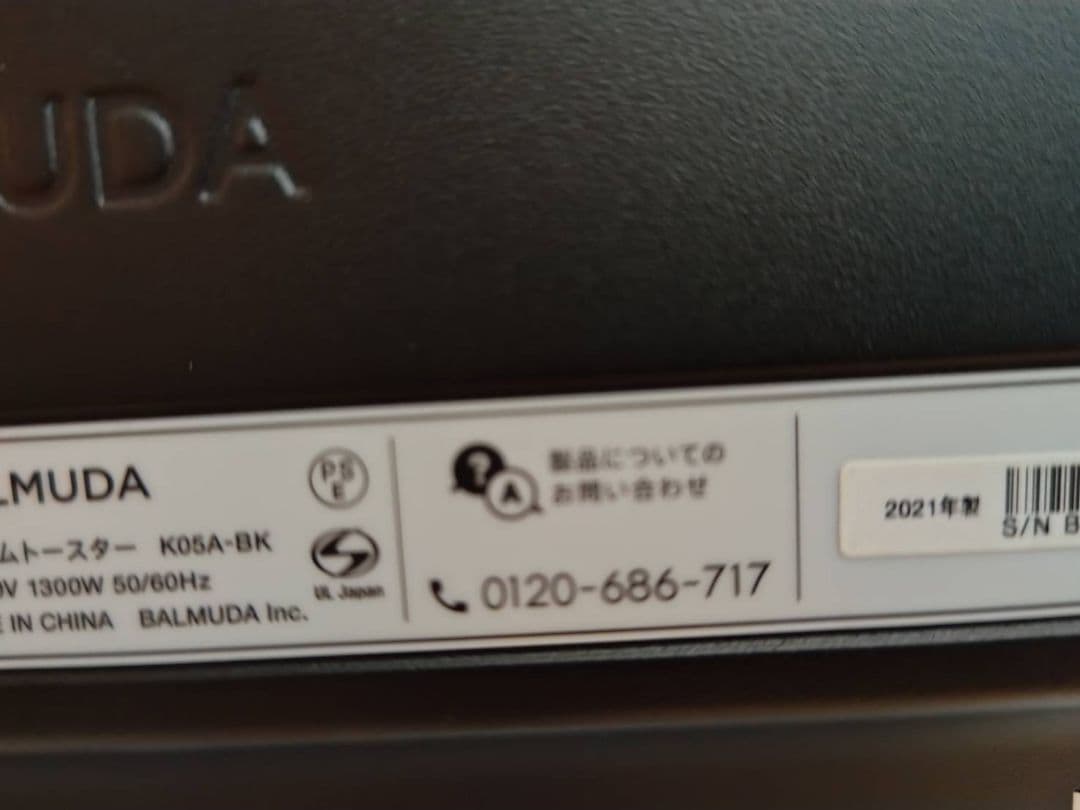 UDA
LMUDA
ムトースター K05A-BK
0V 1300W 50/60Hz
E IN CHINA BALMUDA Inc.
PS
E
UL Japan
?
A
製品についての
お問い合わせ
0120-686-717
2021年製
S/N B